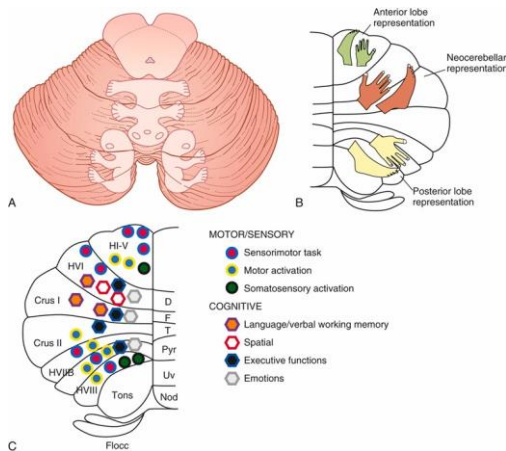 Anterior lobe
representation
Neocerebellar
representation
Posterior lobe
representation
A
B
MOTOR/SENSORY
Sensorimotor task
Motor activation
Somatosensory activation
COGNITIVE
Language/verbal working memory
Spatial
Executive functions
Emotions
HI-V
HVI
Crus I
Crus II
HVIIB
HVIII
Tons
Flocc
D
F
T
Pyr
Uv
Nod
C